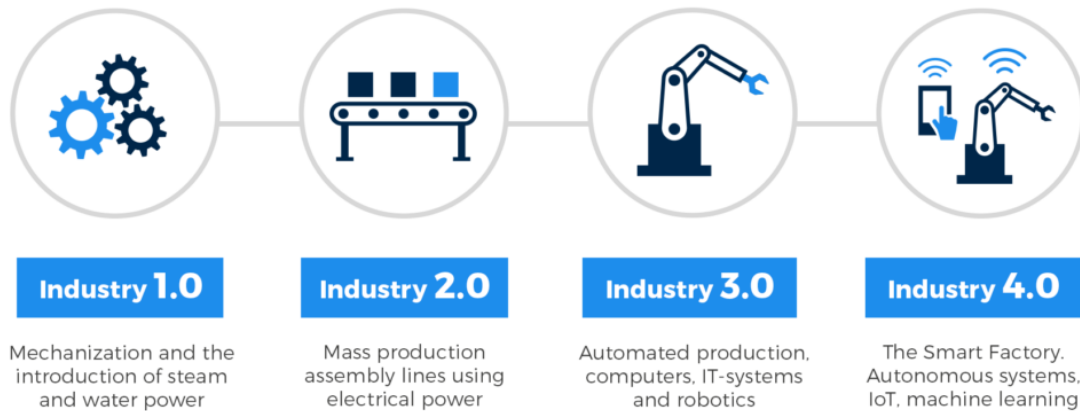 Industry 1.0
Mechanization and the
introduction of steam
and water power
Industry 2.0
Mass production
assembly lines using
electrical power
Industry 3.0
Automated production,
computers, IT-systems
and robotics
Industry 4.0
The Smart Factory.
Autonomous systems,
IoT, machine learning